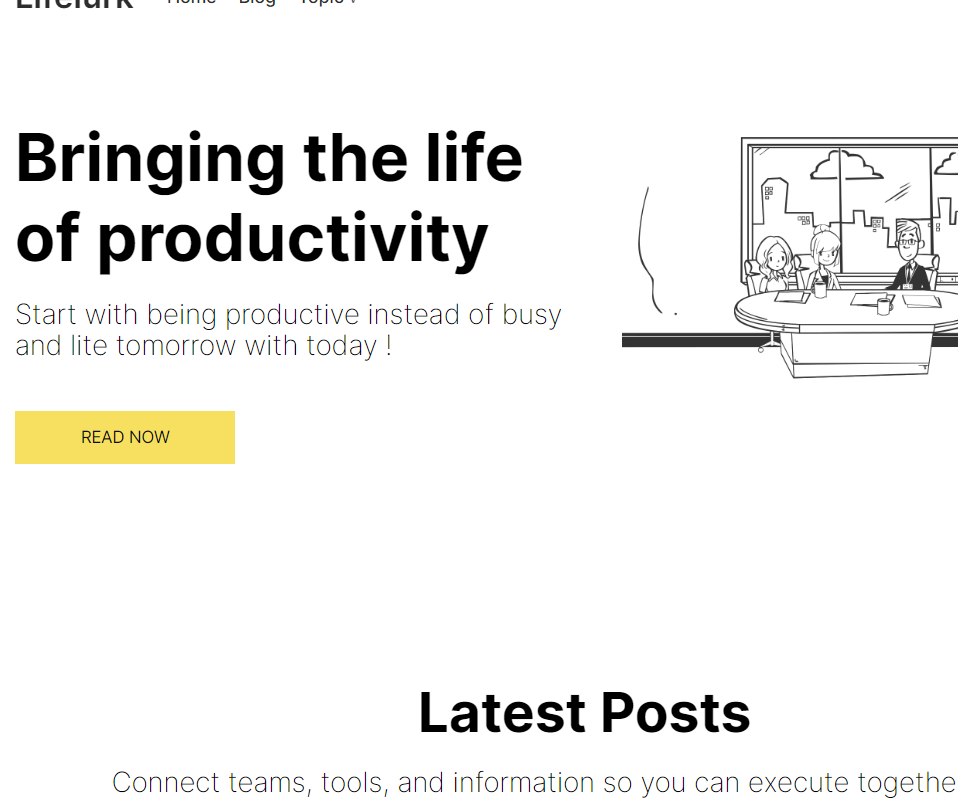 Lifelurk Home Blog Topic
Bringing the life
of productivity
Start with being productive instead of busy
and lite tomorrow with today !
READ NOW
Latest Posts
Connect teams, tools, and information so you can execute togethe